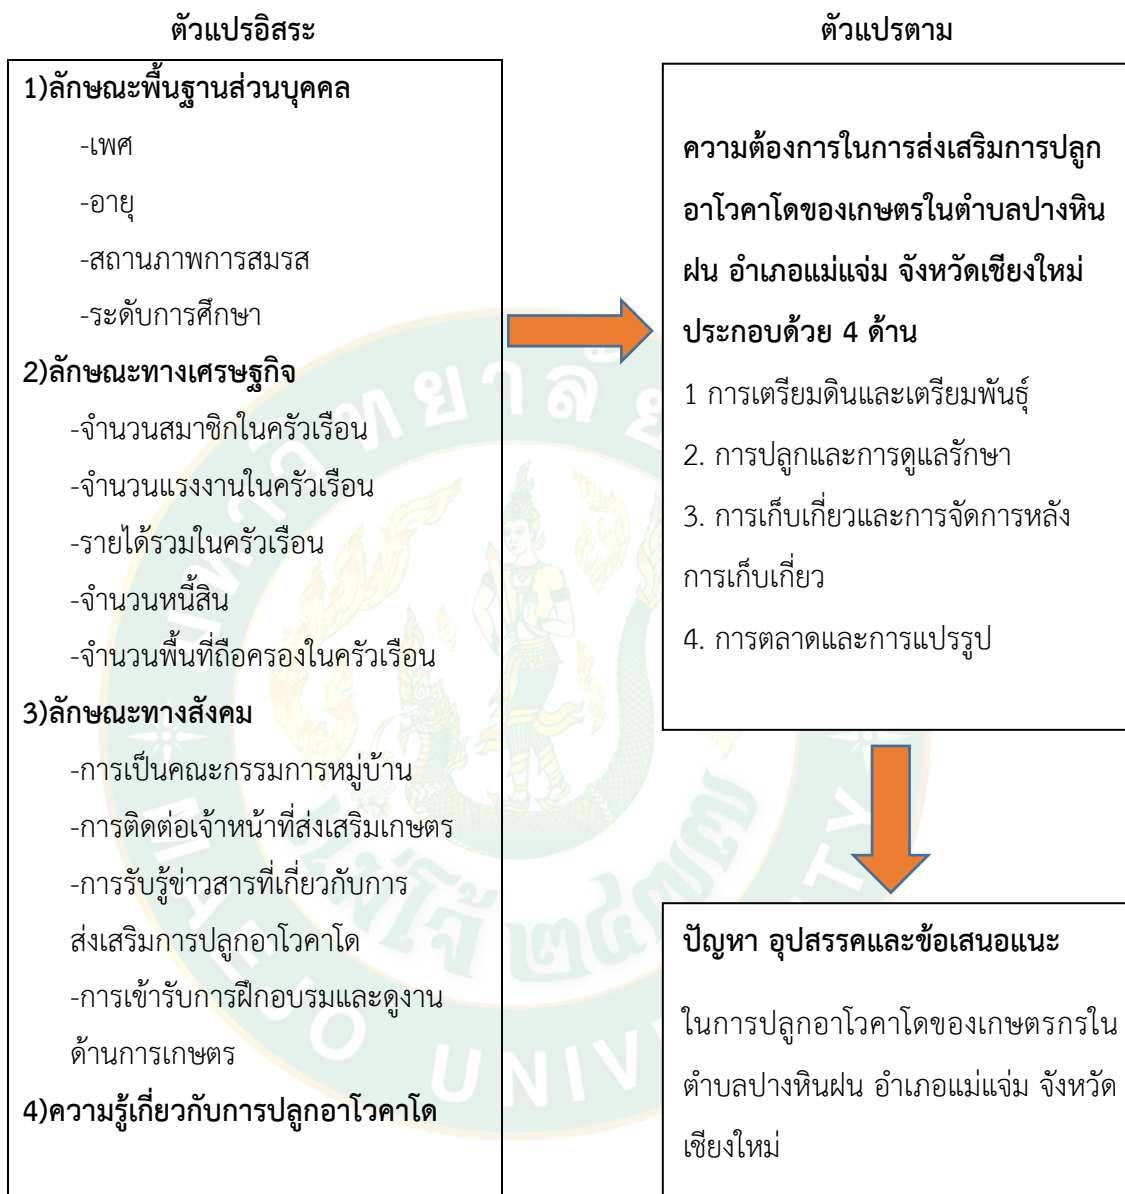 ตัวแปรอิสระ
1)ลักษณะพื้นฐานส่วนบุคคล
-เพศ
-อายุ
-สถานภาพการสมรส
-ระดับการศึกษา
2)ลักษณะทางเศรษฐกิจ
-จำนวนสมาชิกในครัวเรือน
-จำนวนแรงงานในครัวเรือน
-รายได้รวมในครัวเรือน
-จำนวนหนี้สิน
-จำนวนพื้นที่ถือครองในครัวเรือน
3)ลักษณะทางสังคม
-การเป็นคณะกรรมการหมู่บ้าน
-การติดต่อเจ้าหน้าที่ส่งเสริมเกษตร
-การรับรู้ข่าวสารที่เกี่ยวกับการ
ส่งเสริมการปลูกอาโวคาโด
-การเข้ารับการฝึกอบรมและดูงาน
ด้านการเกษตร
4)ความรู้เกี่ยวกับการปลูกอาโวคาโด
ตัวแปรตาม
ความต้องการในการส่งเสริมการปลูก
อาโวคาโดของเกษตรในตำบลปางหิน
ฝน อำเภอแม่แจ่ม จังหวัดเชียงใหม่
ประกอบด้วย 4 ด้าน
1 การเตรียมดินและเตรียมพันธุ์
2. การปลูกและการดูแลรักษา
3. การเก็บเกี่ยวและการจัดการหลัง
การเก็บเกี่ยว
4. การตลาดและการแปรรูป
ปัญหา อุปสรรคและข้อเสนอแนะ
ในการปลูกอาโวคาโดของเกษตรกรใน
ตำบลปางหินฝน อำเภอแม่แจ่ม จังหวัด
เชียงใหม่
แม่โจ้ ๒๔๗๗